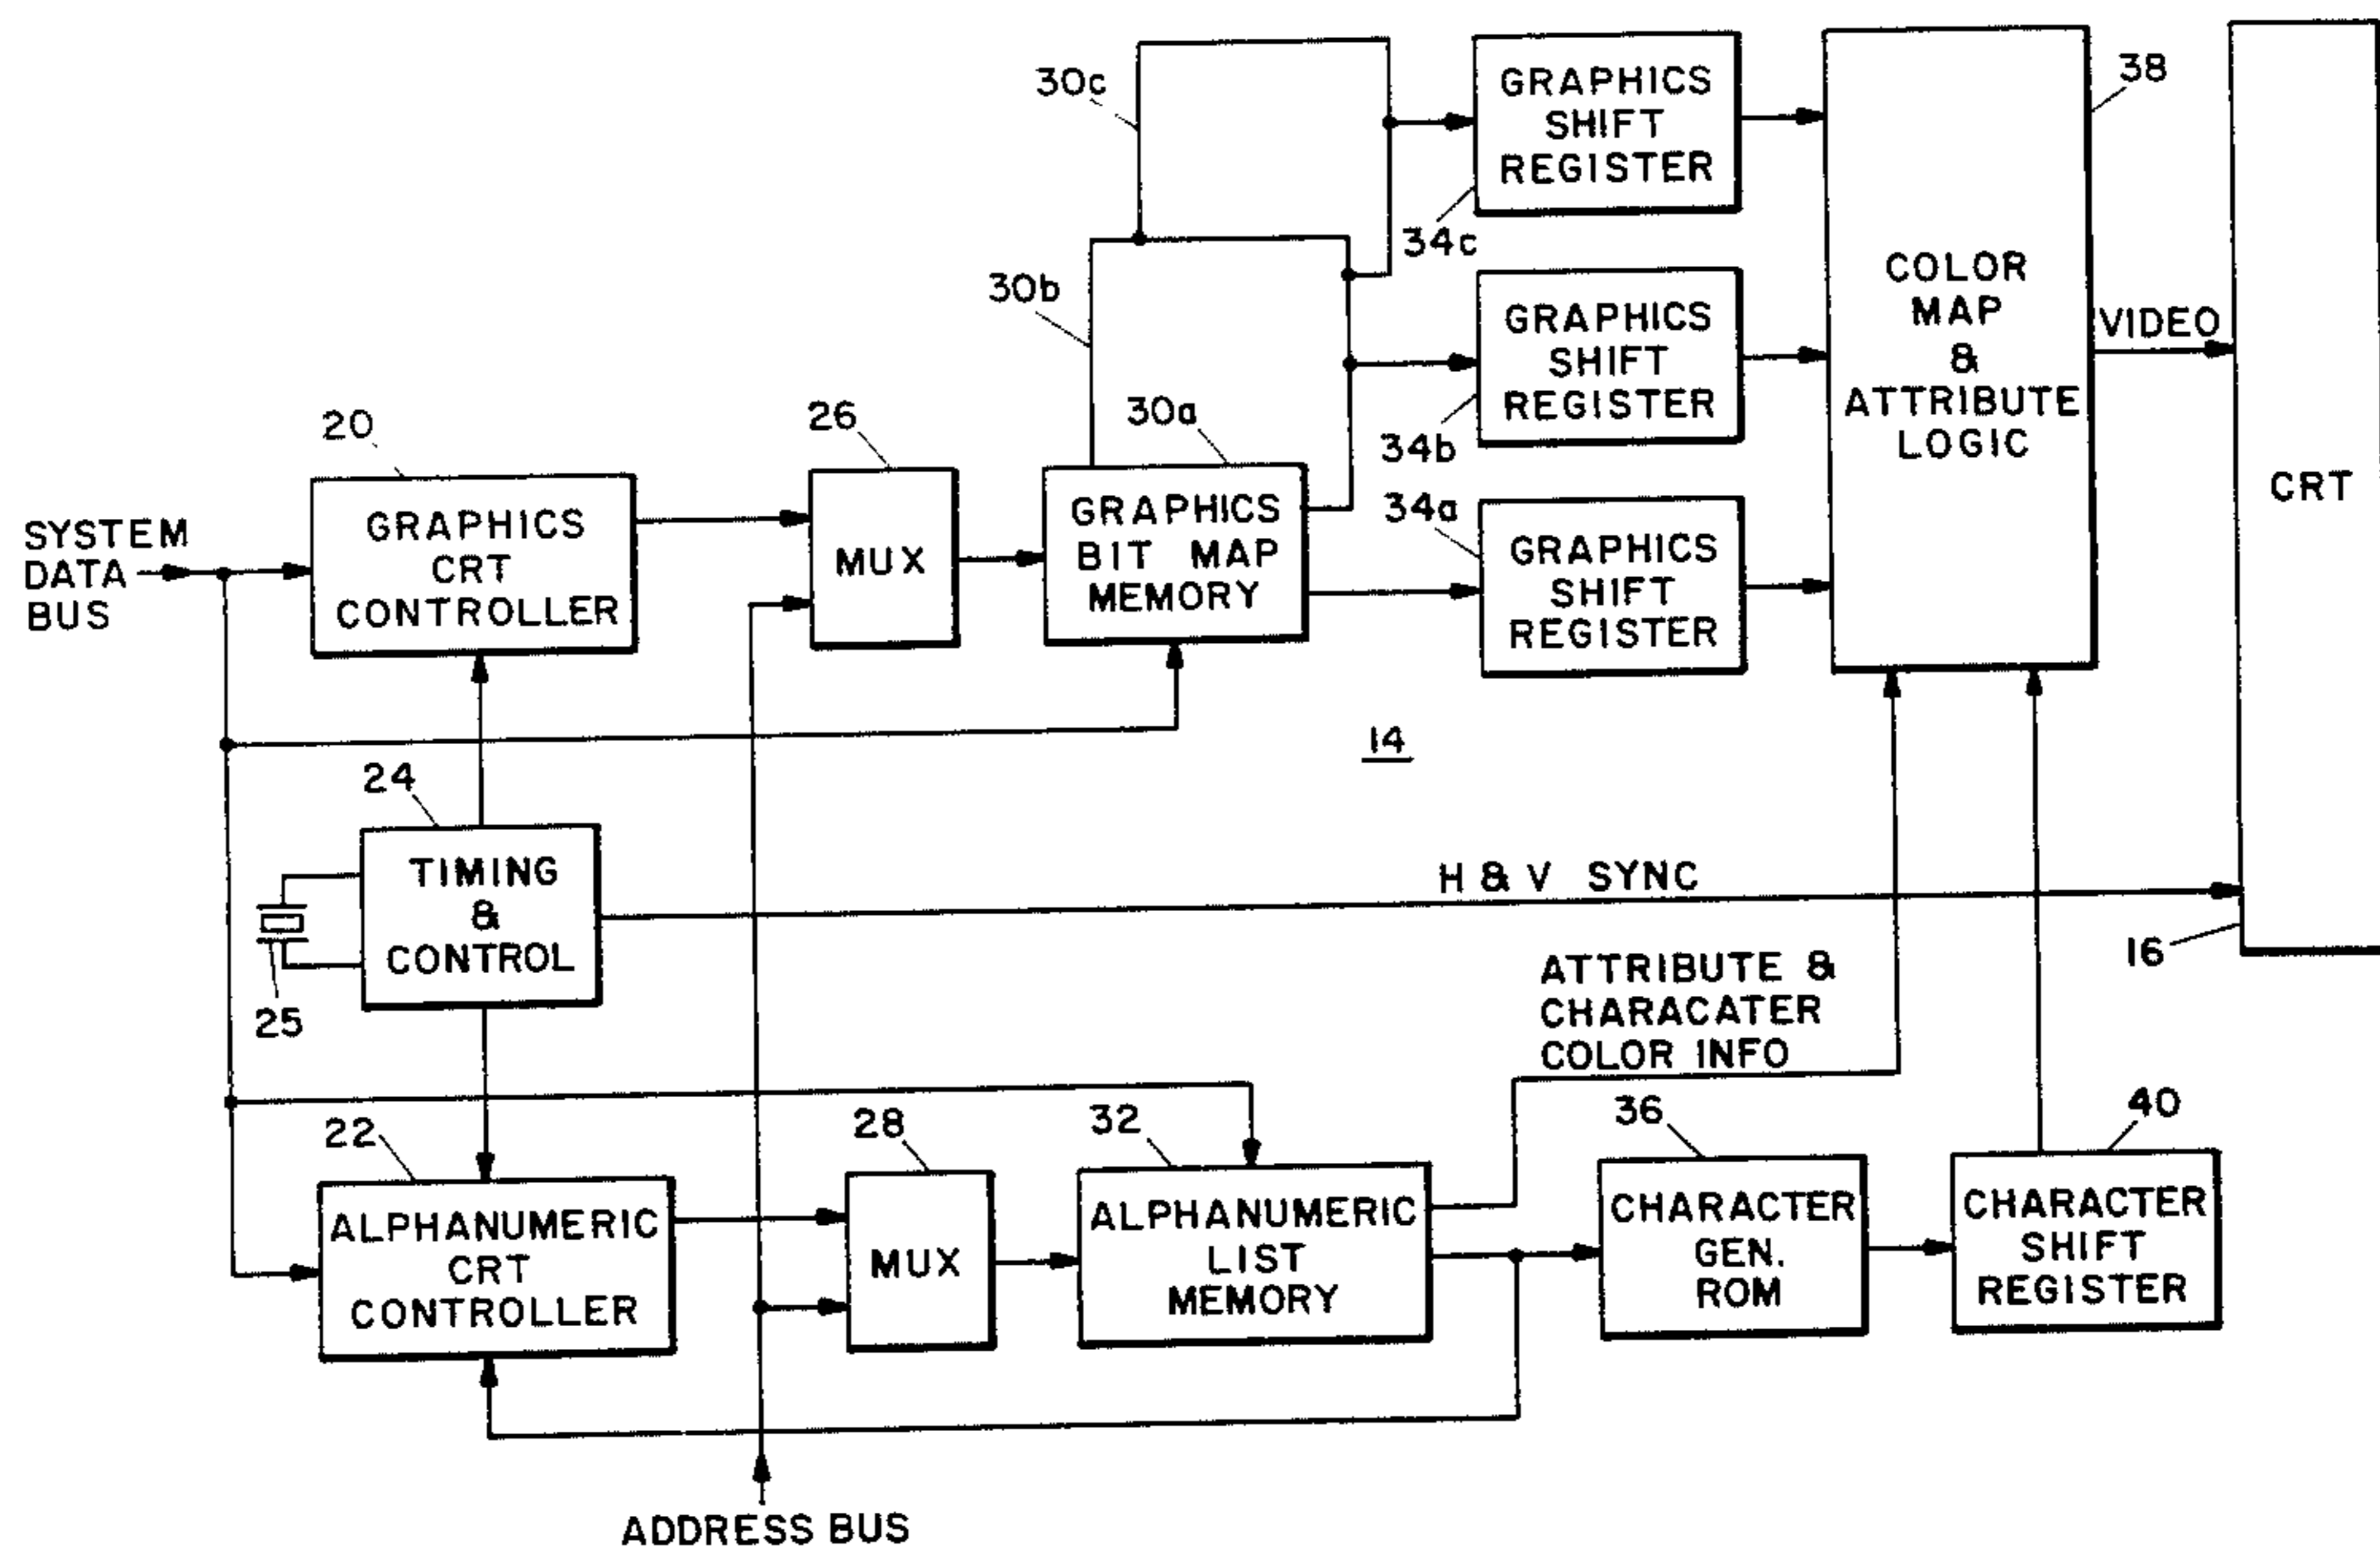 30c
GRAPHICS
SHIFT
REGISTER
34c
38
COLOR
MAP
&
ATTRIBUTE
LOGIC
VIDEO
CRT
30b
GRAPHICS
SHIFT
REGISTER
34b
20
26
30a
SYSTEM
DATA
BUS
GRAPHICS
CRT
CONTROLLER
MUX
GRAPHICS
BIT MAP
MEMORY
34a
GRAPHICS
SHIFT
REGISTER
14
24
TIMING
&
CONTROL
25
H & V SYNC
16
ATTRIBUTE &
CHARACATER
COLOR INFO
22
28
32
36
40
ALPHANUMERIC
CRT
CONTROLLER
MUX
ALPHANUMERIC
LIST
MEMORY
CHARACTER
GEN.
ROM
CHARACTER
SHIFT
REGISTER
ADDRESS BUS